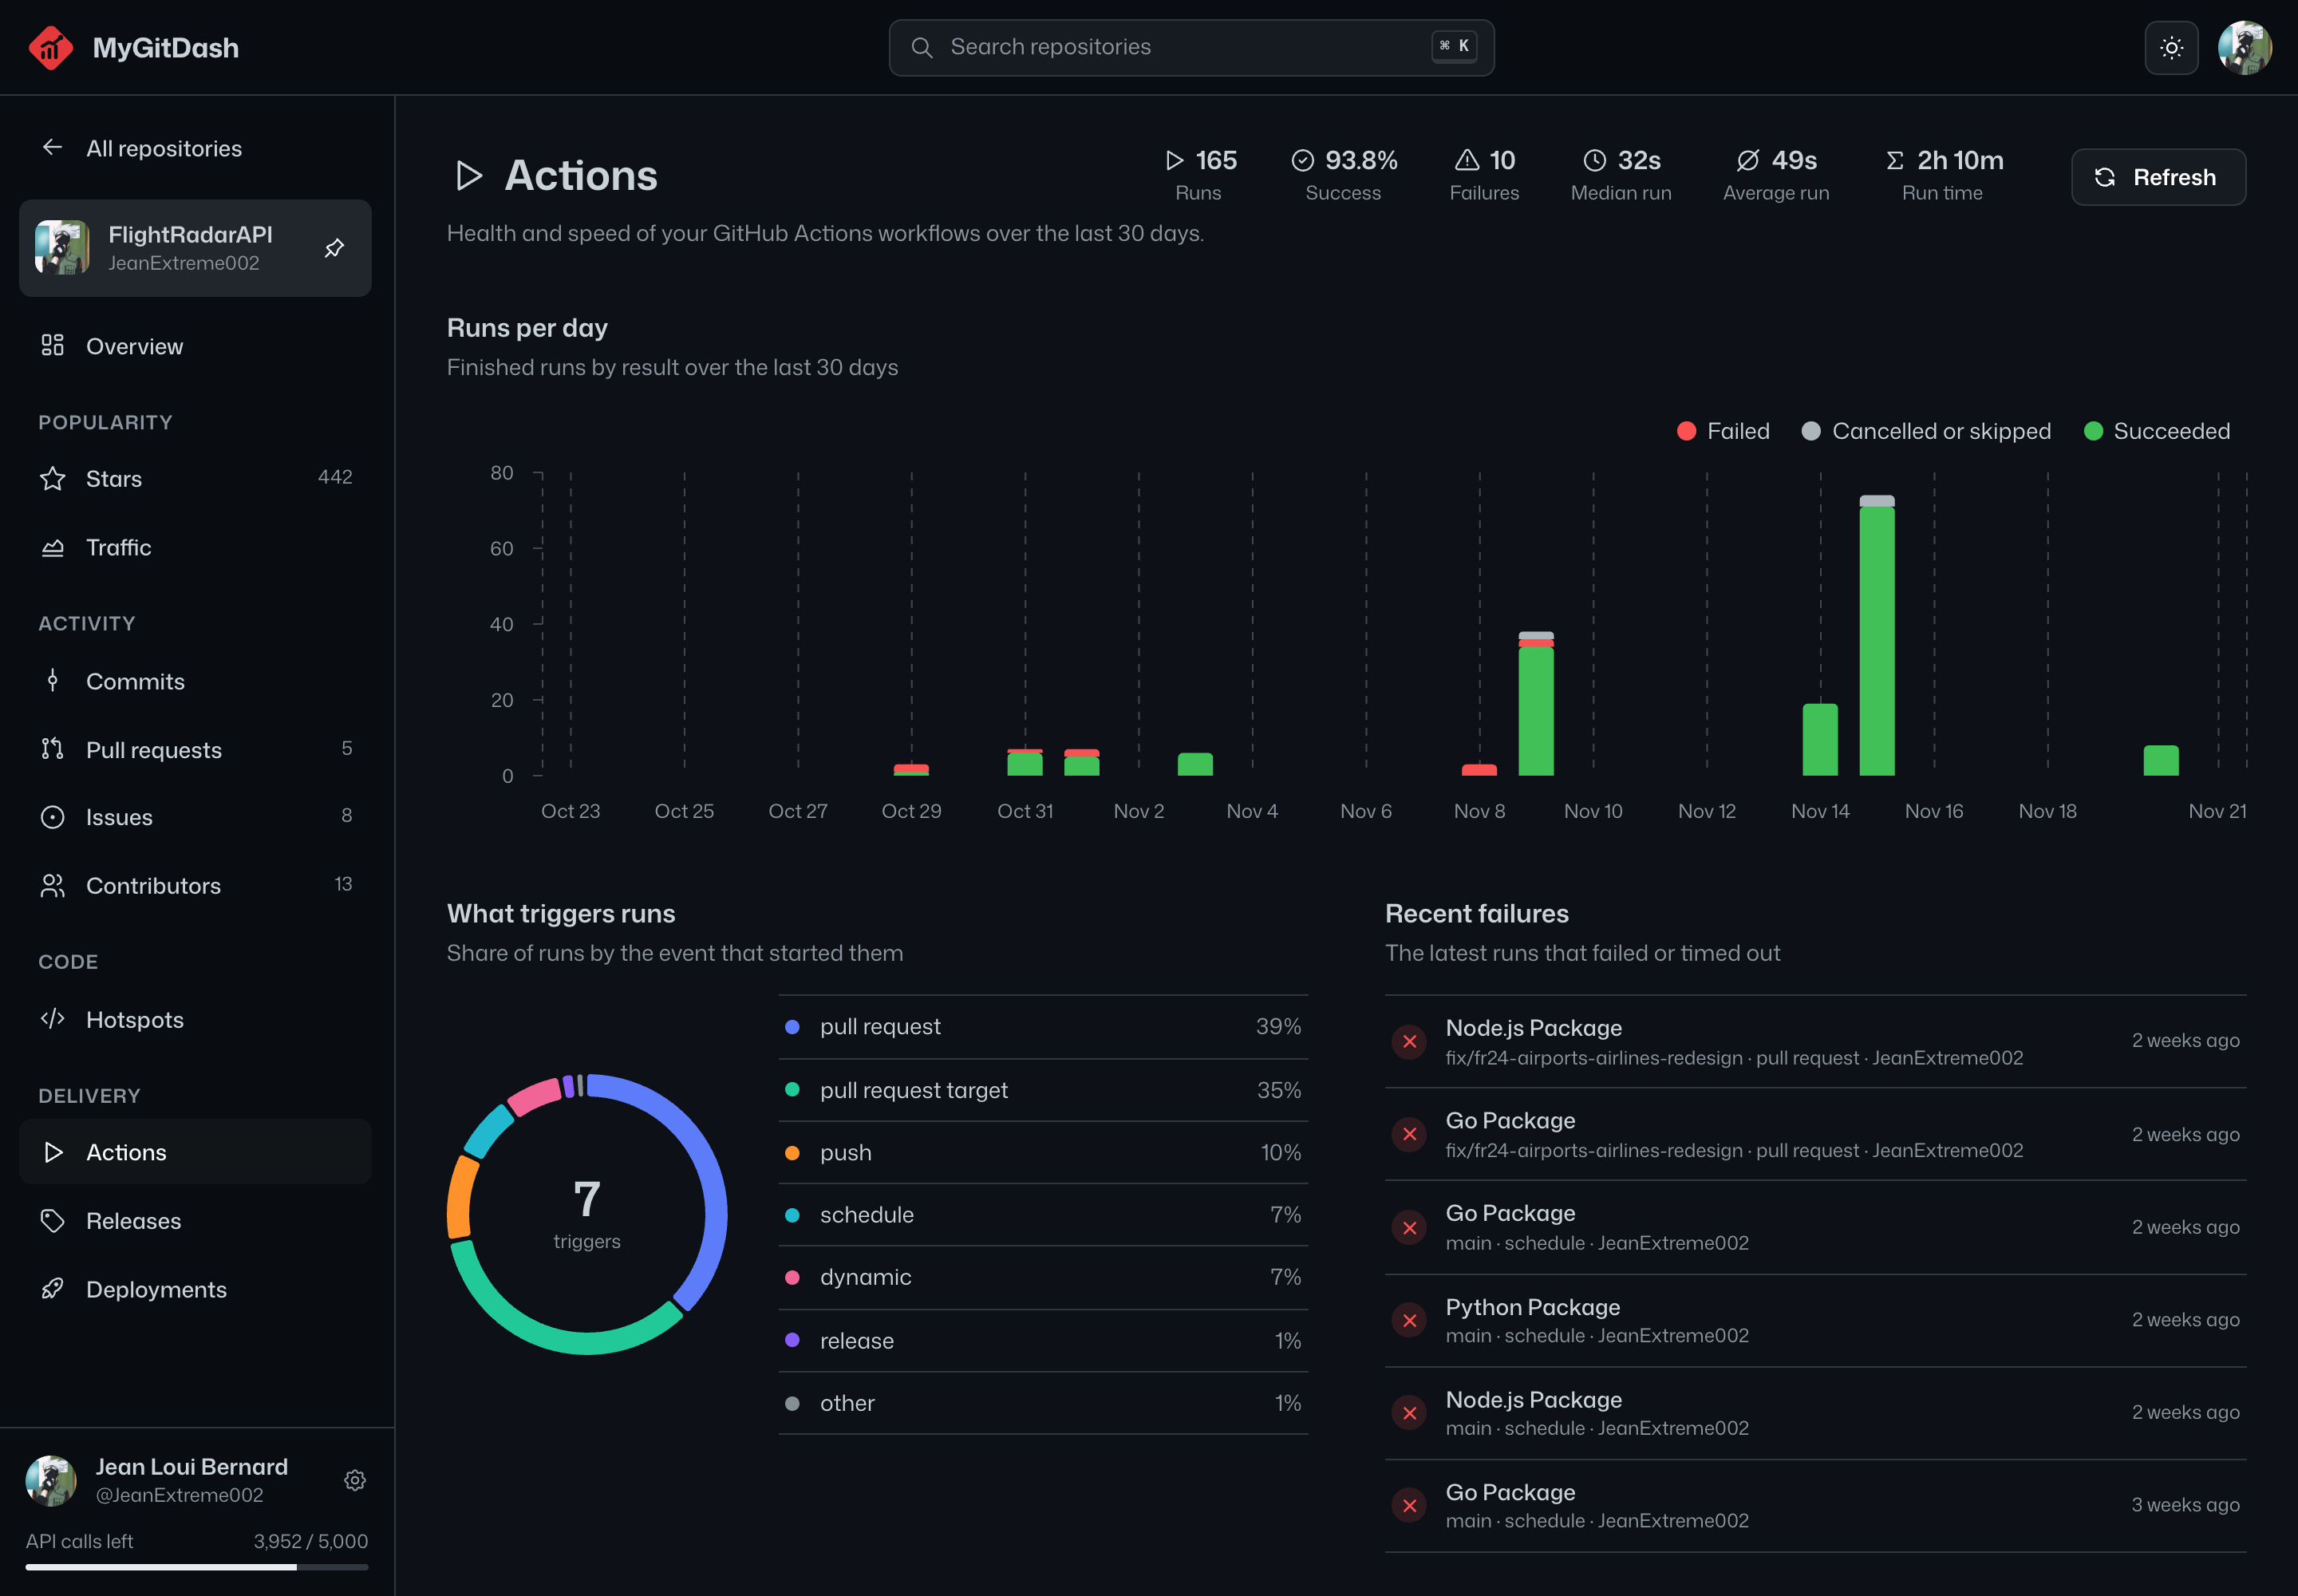 MyGitDash
Search repositories
⌘ K
All repositories
FlightRadarAPI
JeanExtreme002
Overview
POPULARITY
Stars 442
Traffic
ACTIVITY
Commits
Pull requests 5
Issues 8
Contributors 13
CODE
Hotspots
DELIVERY
Actions
Releases
Deployments
Jean Loui Bernard
@JeanExtreme002
API calls left 3,952 / 5,000
Actions
Health and speed of your GitHub Actions workflows over the last 30 days.
165
Runs
93.8%
Success
10
Failures
32s
Median run
49s
Average run
Σ 2h 10m
Run time
Refresh
Runs per day
Finished runs by result over the last 30 days
Failed Cancelled or skipped Succeeded
80
60
40
20
0
Oct 23 Oct 25 Oct 27 Oct 29 Oct 31 Nov 2 Nov 4 Nov 6 Nov 8 Nov 10 Nov 12 Nov 14 Nov 16 Nov 18 Nov 21
What triggers runs
Share of runs by the event that started them
7
triggers
pull request 39%
pull request target 35%
push 10%
schedule 7%
dynamic 7%
release 1%
other 1%
Recent failures
The latest runs that failed or timed out
Node.js Package
fix/fr24-airports-airlines-redesign · pull request · JeanExtreme002
2 weeks ago
Go Package
fix/fr24-airports-airlines-redesign · pull request · JeanExtreme002
2 weeks ago
Go Package
main · schedule · JeanExtreme002
2 weeks ago
Python Package
main · schedule · JeanExtreme002
2 weeks ago
Node.js Package
main · schedule · JeanExtreme002
2 weeks ago
Go Package
main · schedule · JeanExtreme002
3 weeks ago